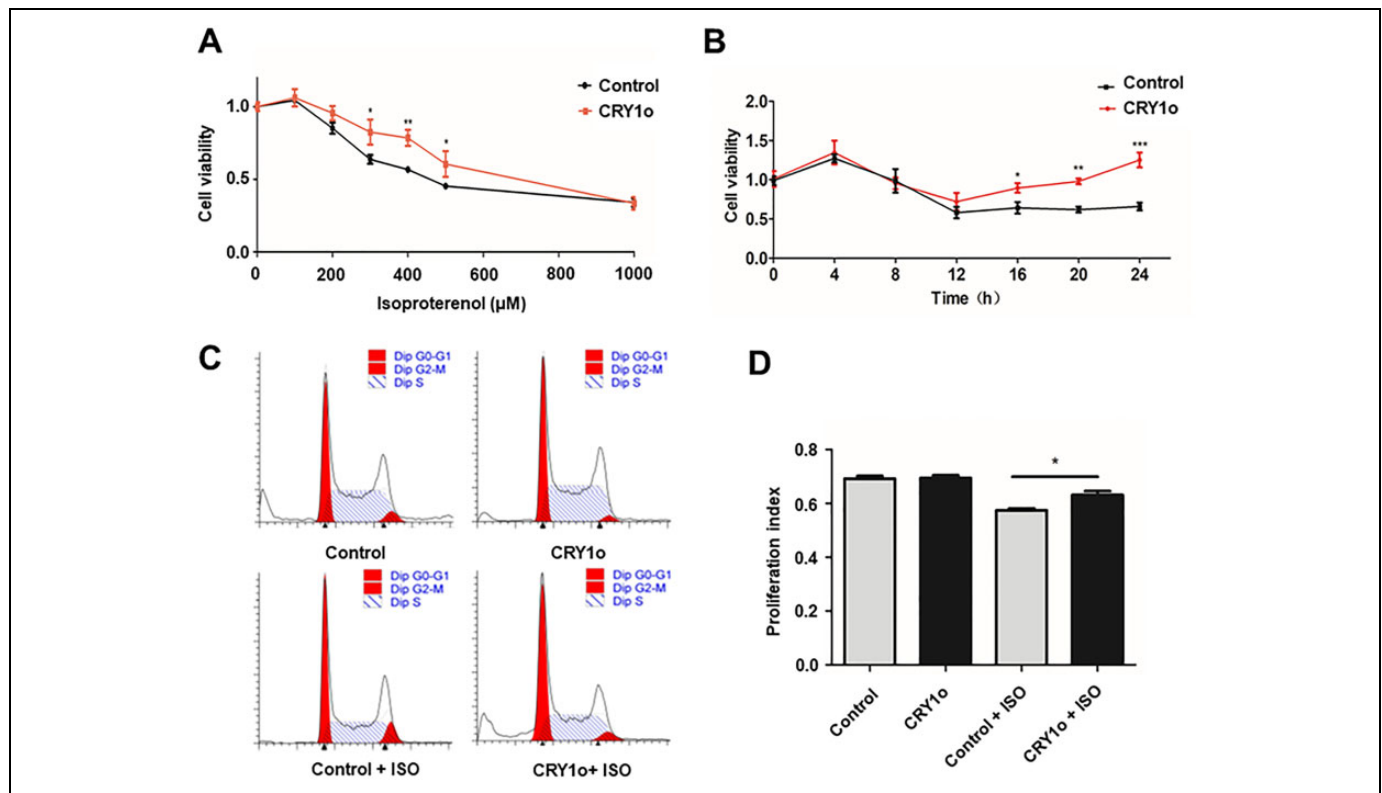 A
Control
CRY1o
Cell viability
1.0
0.5
0.0
*
**
*
0 200 400 600 800 1000
Isoproterenol (μM)
B
Control
CRY1o
Cell viability
2.0
1.5
1.0
0.5
0.0
*
**
***
0 4 8 12 16 20 24
Time（h）
C
Dip G0-G1
Dip G2-M
Dip S
Control
Dip G0-G1
Dip G2-M
Dip S
CRY1o
Dip G0-G1
Dip G2-M
Dip S
Control + ISO
Dip G0-G1
Dip G2-M
Dip S
CRY1o+ ISO
D
Proliferation index
0.8
0.6
0.4
0.2
0.0
*
Control
CRY1o
Control + ISO
CRY1o + ISO